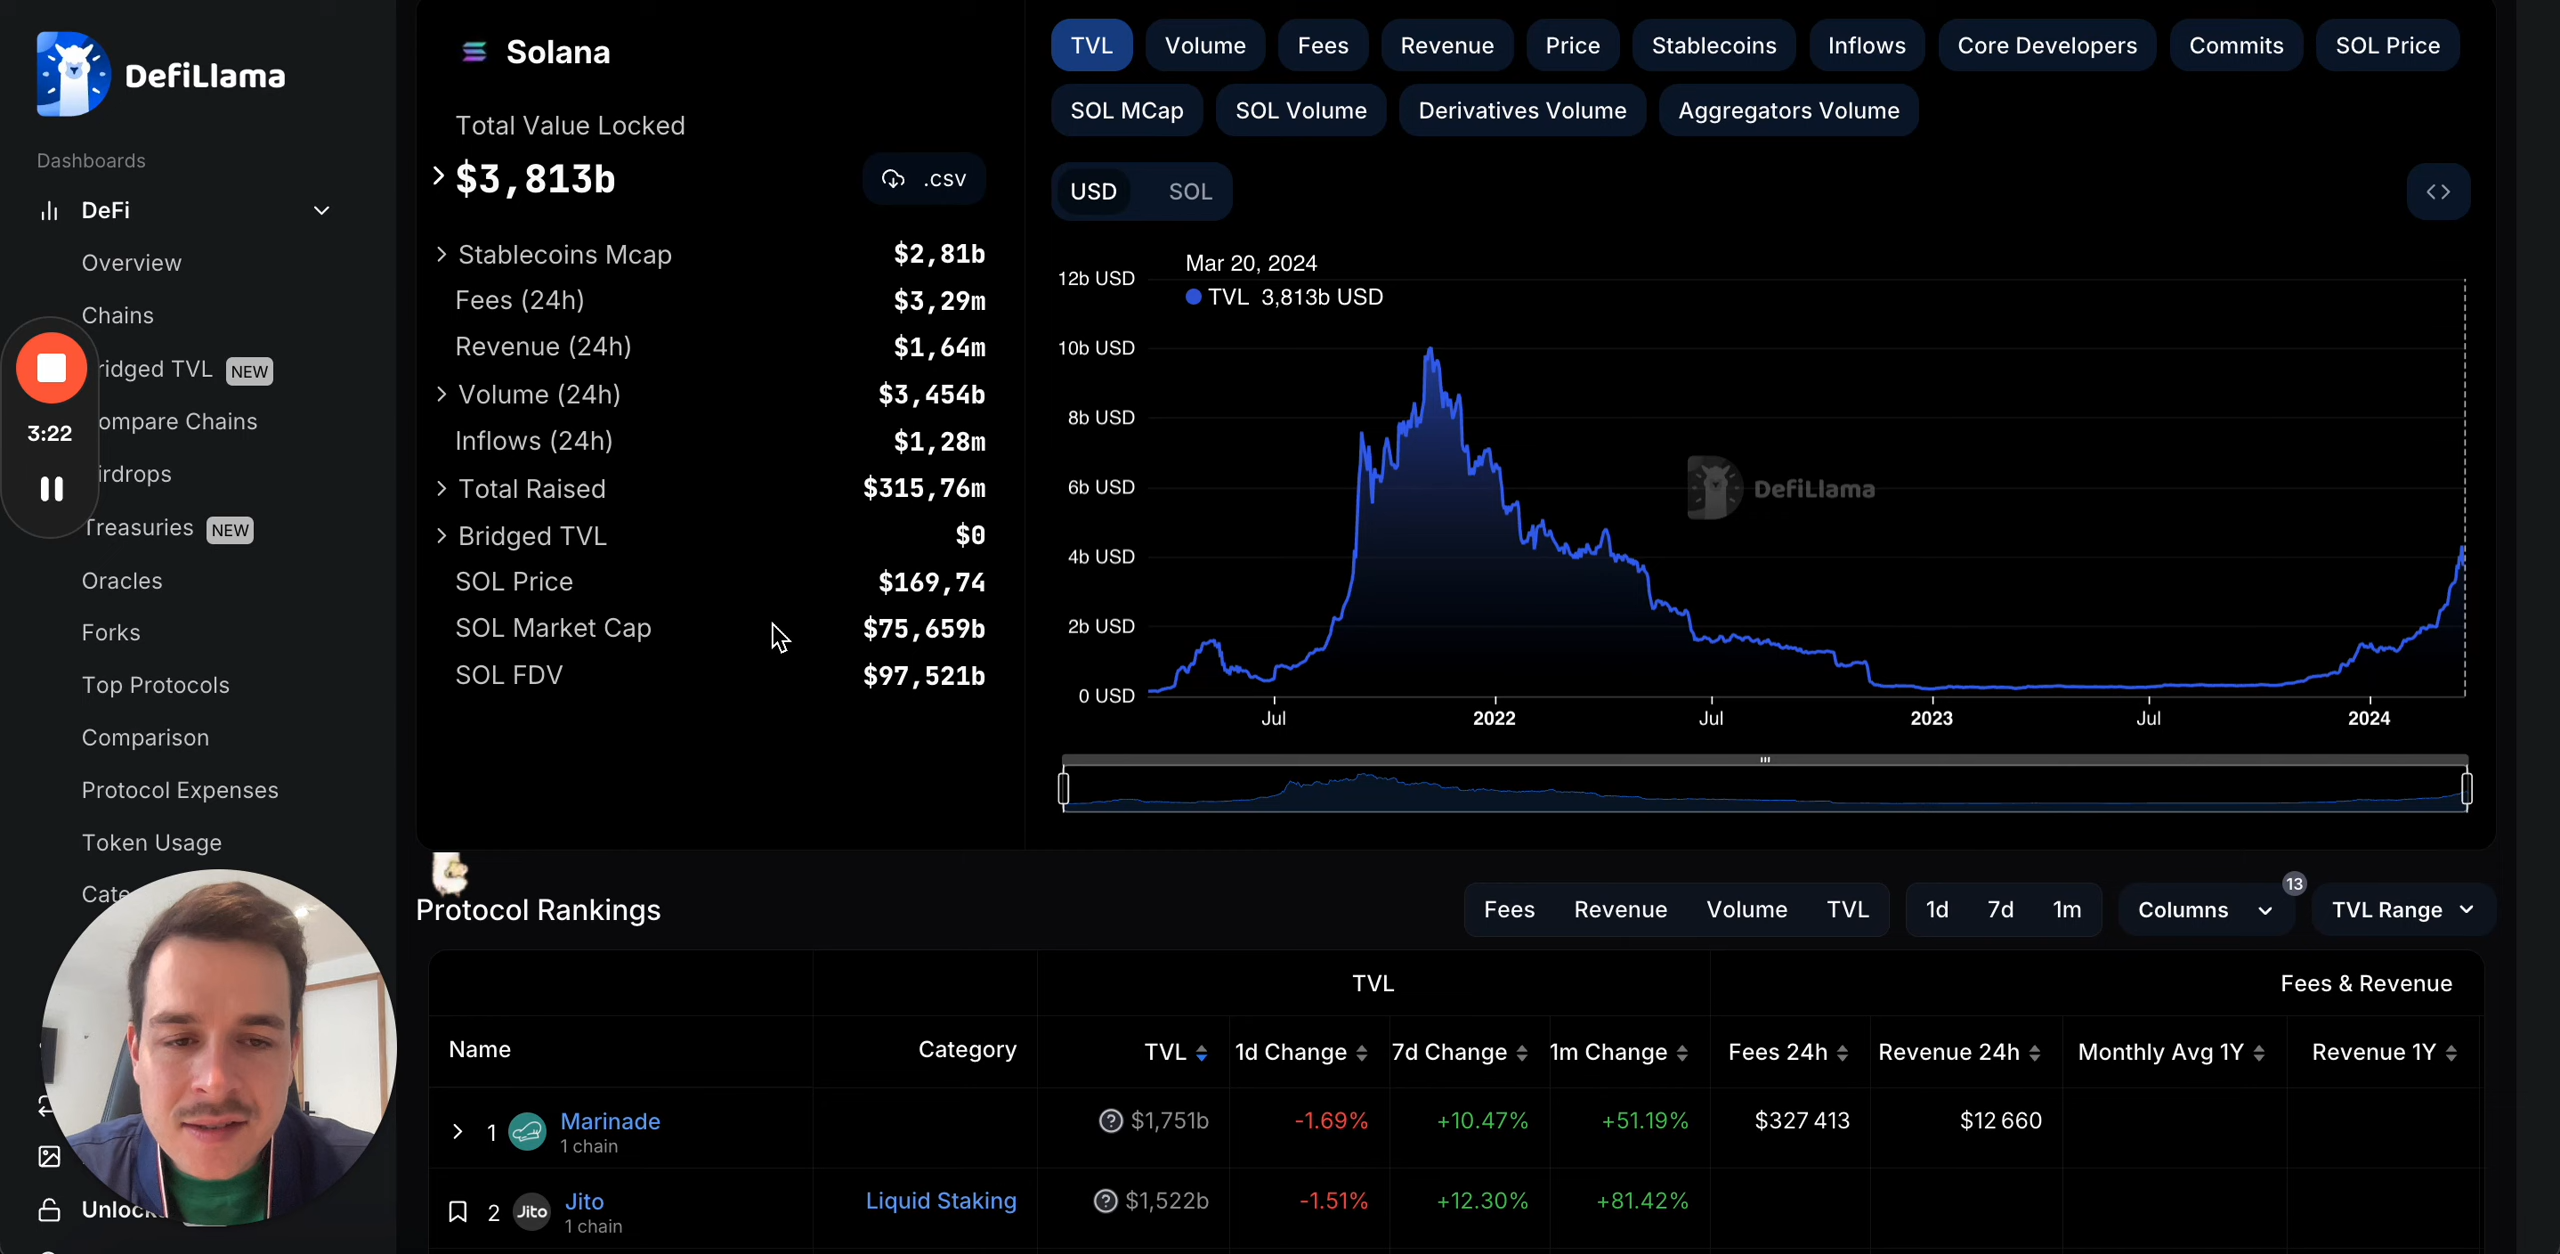 DefiLlama
Dashboards
DeFi
Overview
Chains
ridged TVL NEW
ompare Chains
irdrops
Treasuries NEW
Oracles
Forks
Top Protocols
Comparison
Protocol Expenses
Token Usage
Cate
Unlock
3:22
Solana
Total Value Locked
$3,813b
.csv
Stablecoins Mcap $2,81b
Fees (24h) $3,29m
Revenue (24h) $1,64m
Volume (24h) $3,454b
Inflows (24h) $1,28m
Total Raised $315,76m
Bridged TVL $0
SOL Price $169,74
SOL Market Cap $75,659b
SOL FDV $97,521b
TVL Volume Fees Revenue Price Stablecoins Inflows Core Developers Commits SOL Price
SOL MCap SOL Volume Derivatives Volume Aggregators Volume
USD SOL
Mar 20, 2024
TVL 3,813b USD
12b USD
10b USD
8b USD
6b USD
4b USD
2b USD
0 USD
DefiLlama
Jul 2022 Jul 2023 Jul 2024
Protocol Rankings
Fees Revenue Volume TVL 1d 7d 1m Columns 13 TVL Range
TVL Fees & Revenue
Name Category TVL 1d Change 7d Change 1m Change Fees 24h Revenue 24h Monthly Avg 1Y Revenue 1Y
1 Marinade $1,751b -1.69% +10.47% +51.19% $327 413 $12 660
1 chain
2 Jito Jito Liquid Staking $1,522b -1.51% +12.30% +81.42%
1 chain